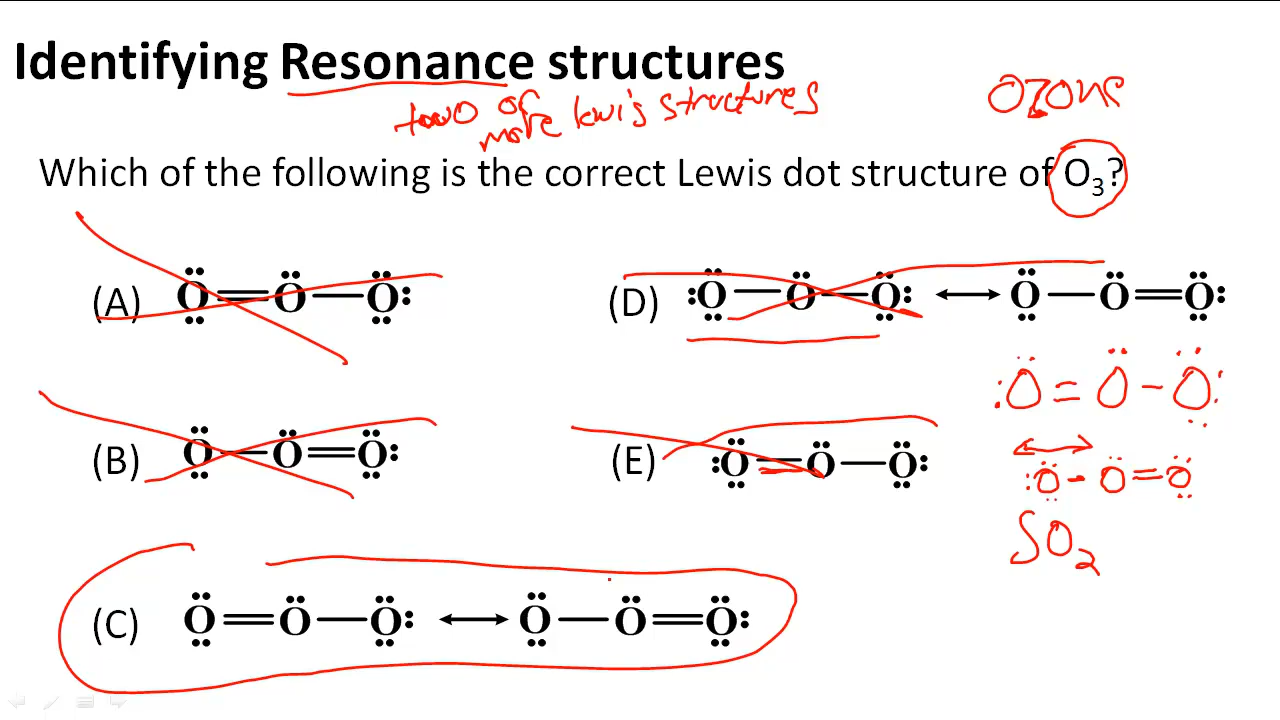 Identifying Resonance structures
two or
more lewis structures
ozone
Which of the following is the correct Lewis dot structure of O₃?
(A) O=O—O:
(D) :O—O—O: ↔ O—O=O:
:O=O-O:
(B) O—O=O:
(E) :O—O—O:
:O-O=O
SO₂
(C) O=O—O: ↔ O—O=O: